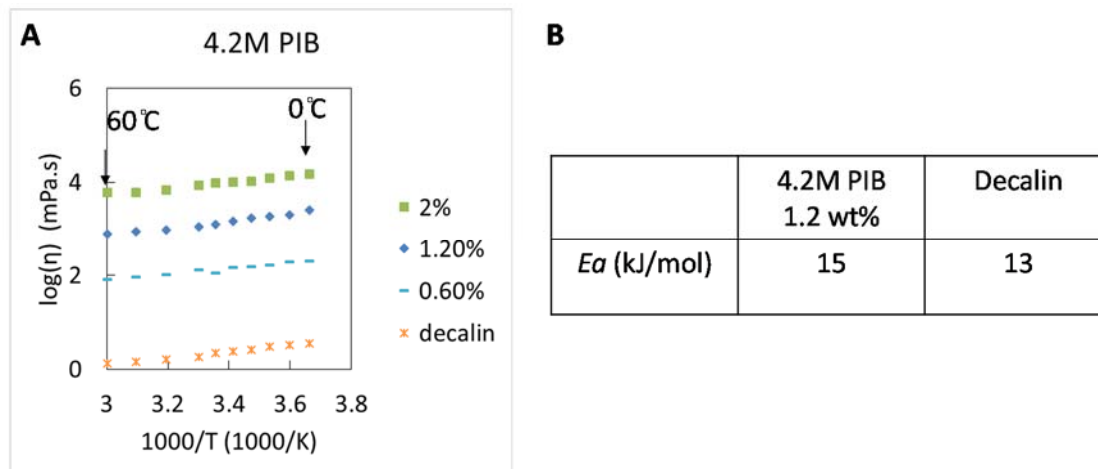 A
4.2M PIB
6
4
2
0
log(η) (mPa.s)
60°C
0°C
2%
1.20%
0.60%
decalin
3
3.2
3.4
3.6
3.8
1000/T (1000/K)
B
4.2M PIB
1.2 wt%
Decalin
Ea (kJ/mol)
15
13